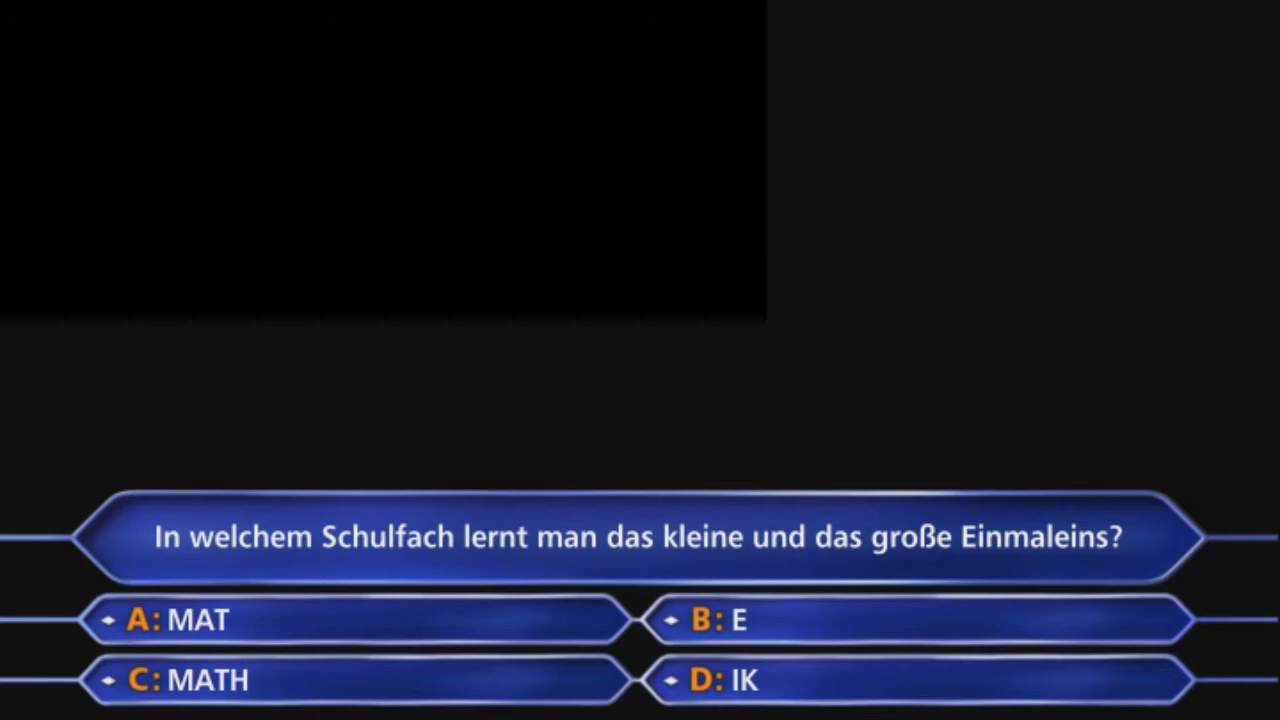 In welchem Schulfach lernt man das kleine und das große Einmaleins?
A: MAT
B: E
C: MATH
D: IK